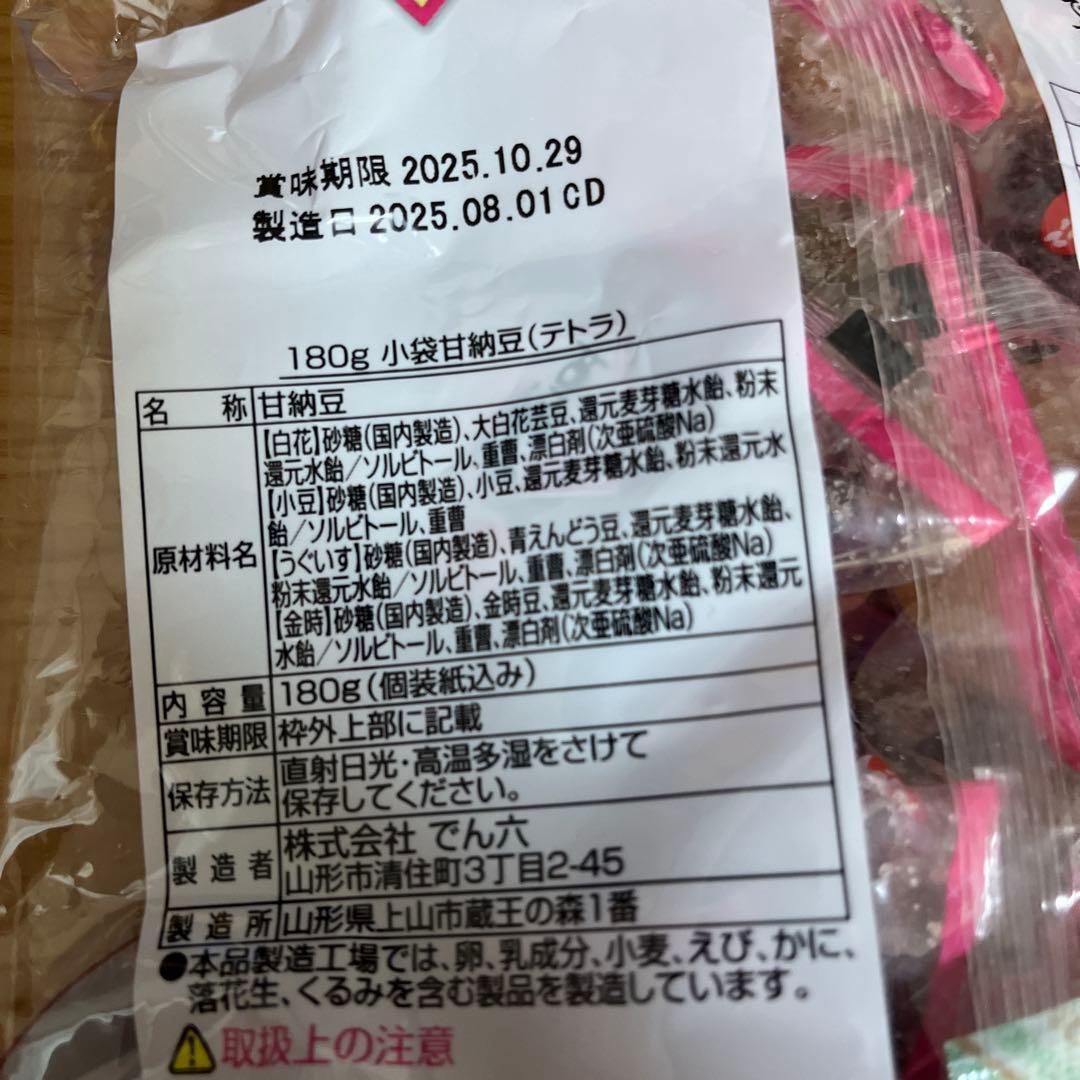 賞味期限 2025.10.29
製造日 2025.08.01CD
180g 小袋甘納豆(テトラ)
名称 甘納豆
原材料名 【白花】砂糖(国内製造)、大白花芸豆、還元麦芽糖水飴、粉末
還元水飴/ソルビトール、重曹、漂白剤(次亜硫酸Na)
【小豆】砂糖(国内製造)、小豆、還元麦芽糖水飴、粉末還元水
飴/ソルビトール、重曹
【うぐいす】砂糖(国内製造)、青えんどう豆、還元麦芽糖水飴、
粉末還元水飴/ソルビトール、重曹、漂白剤(次亜硫酸Na)
【金時】砂糖(国内製造)、金時豆、還元麦芽糖水飴、粉末還元
水飴/ソルビトール、重曹、漂白剤(次亜硫酸Na)
内容量 180g(個装紙込み)
賞味期限 枠外上部に記載
保存方法 直射日光・高温多湿をさけて
保存してください。
製造者 株式会社 でん六
山形市清住町3丁目2-45
製造所 山形県上山市蔵王の森1番
●本品製造工場では、卵、乳成分、小麦、えび、かに、
落花生、くるみを含む製品を製造しています。
取扱上の注意